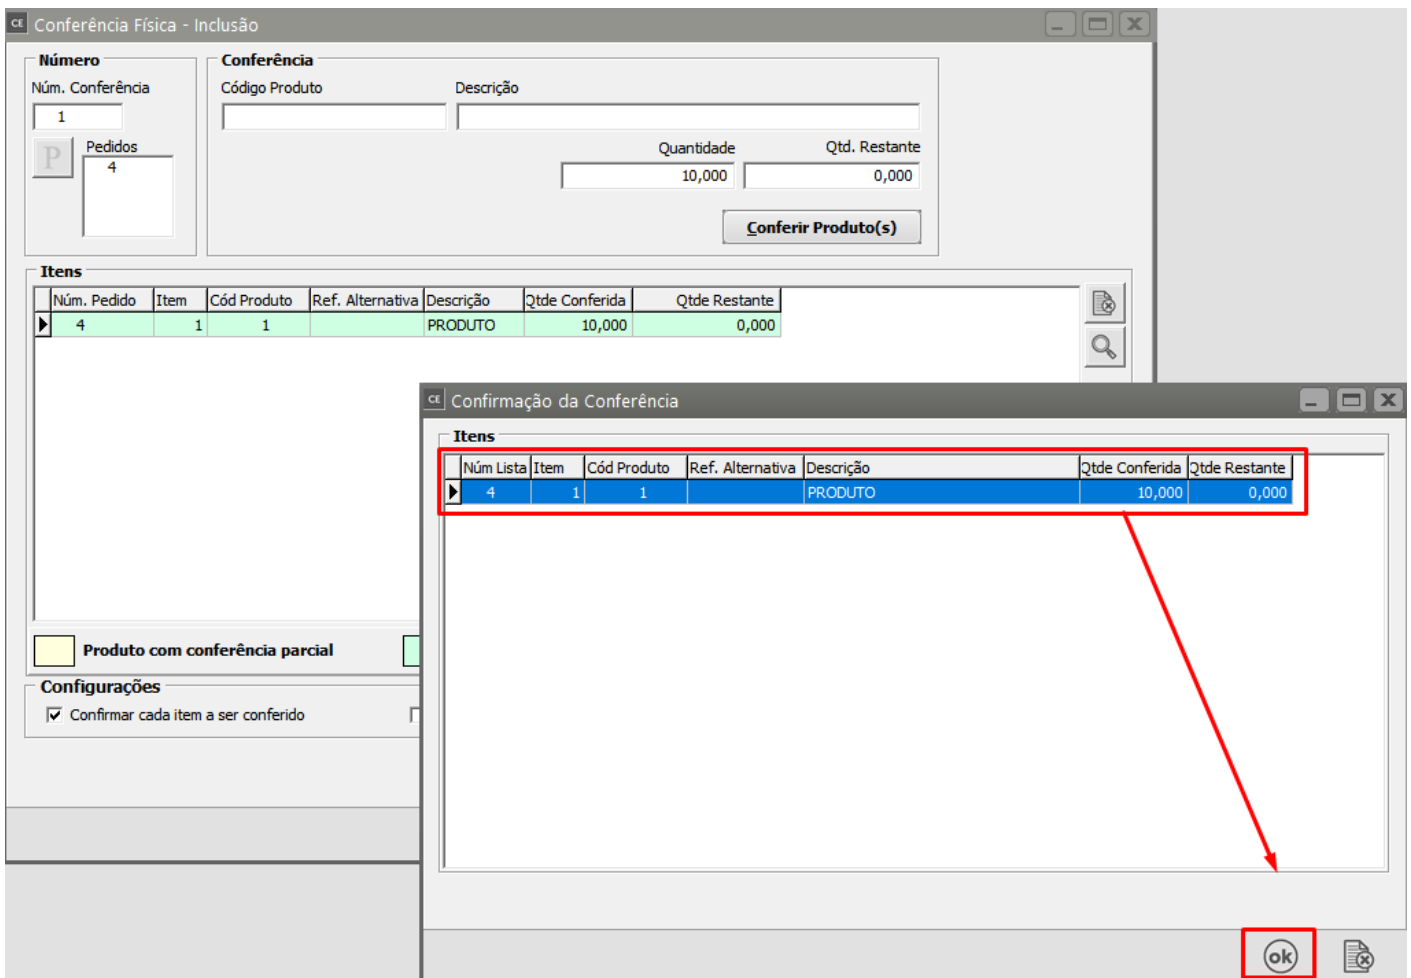 CE Conferência Física - Inclusão
Número
Conferência
Núm. Conferência
Código Produto
Descrição
1
P
Pedidos
4
Quantidade
Qtd. Restante
10,000
0,000
Conferir Produto(s)
Itens
Núm. Pedido Item Cód Produto Ref. Alternativa Descrição Qtde Conferida Qtde Restante
4 1 1 PRODUTO 10,000 0,000
Produto com conferência parcial
Configurações
Confirmar cada item a ser conferido
CE Confirmação da Conferência
Itens
Núm Lista Item Cód Produto Ref. Alternativa Descrição Qtde Conferida Qtde Restante
4 1 1 PRODUTO 10,000 0,000
ok